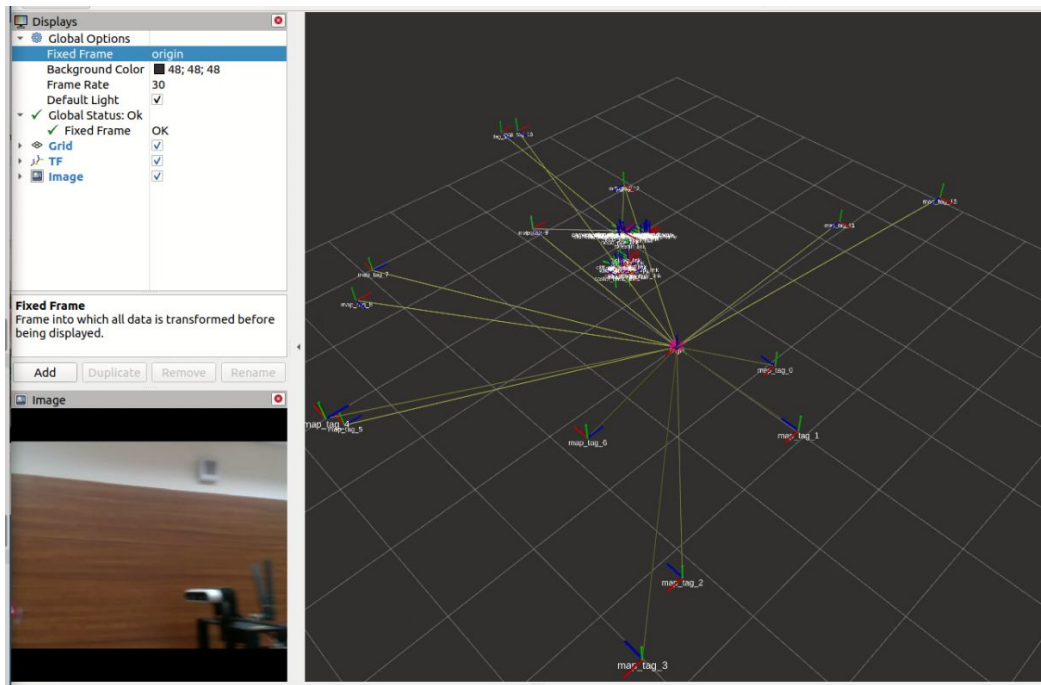 Displays
Global Options
Fixed Frame origin
Background Color 48; 48; 48
Frame Rate 30
Default Light
Global Status: Ok
Fixed Frame OK
Grid
TF
Image
Fixed Frame
Frame into which all data is transformed before
being displayed.
Add Duplicate Remove Rename
Image
map_tag_13
map_tag_11
map_tag_7
map_tag_0
map_tag_4
map_tag_5
map_tag_6
map_tag_1
map_tag_2
map_tag_3